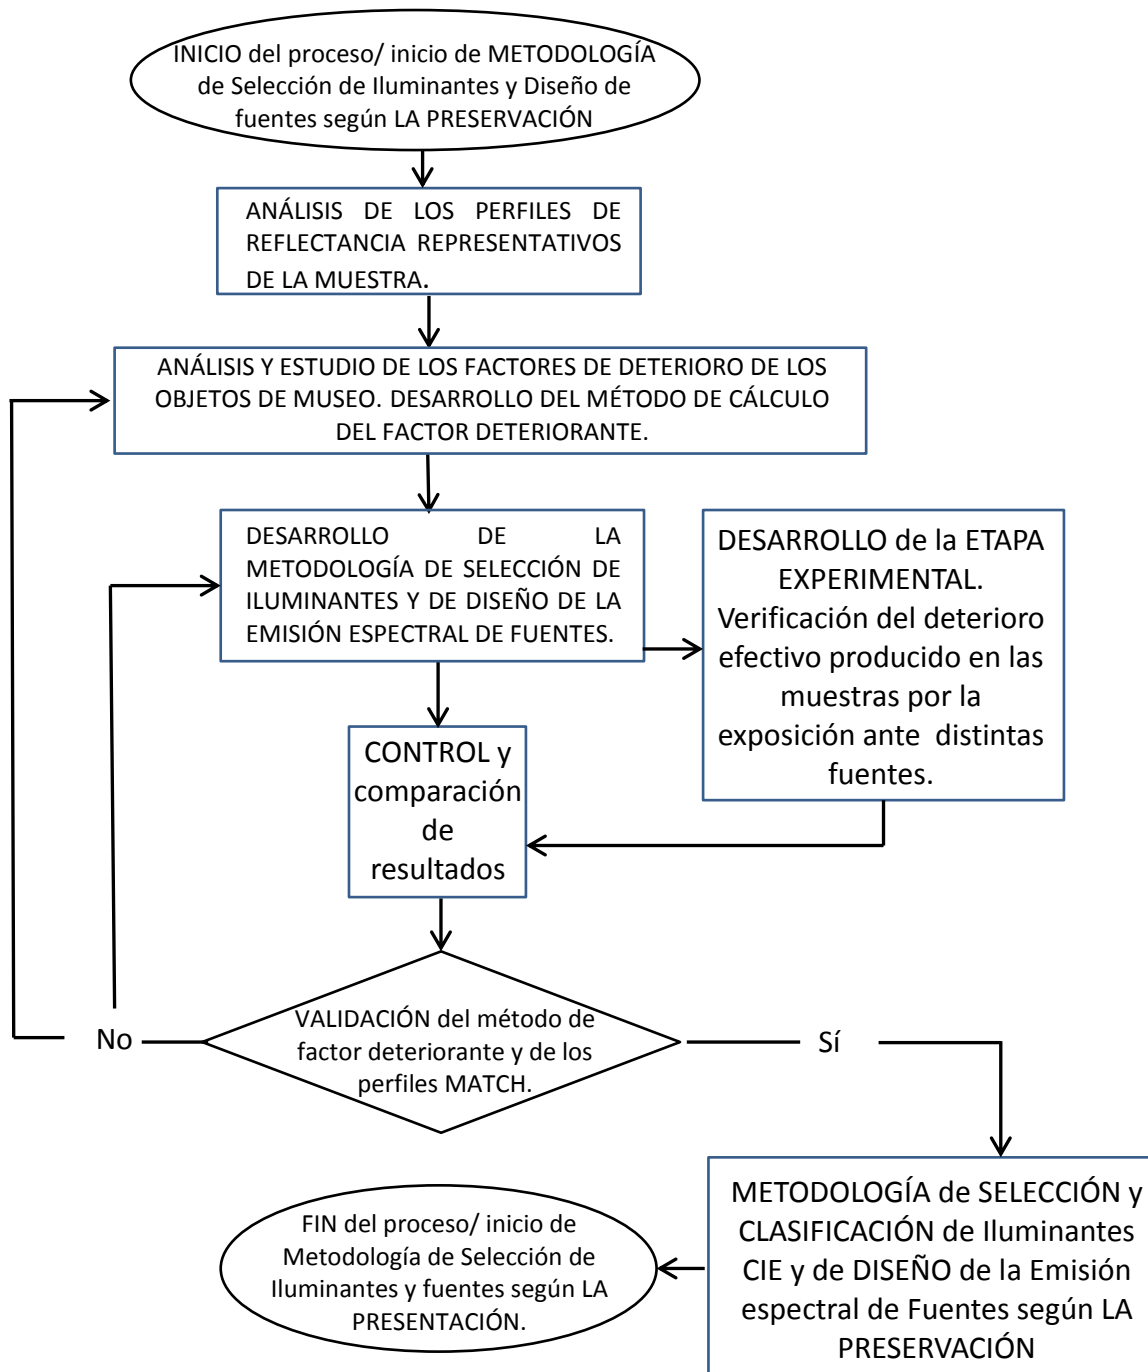 INICIO del proceso/ inicio de METODOLOGÍA
de Selección de Iluminantes y Diseño de
fuentes según LA PRESERVACIÓN
ANÁLISIS DE LOS PERFILES DE
REFLECTANCIA REPRESENTATIVOS
DE LA MUESTRA.
ANÁLISIS Y ESTUDIO DE LOS FACTORES DE DETERIORO DE LOS
OBJETOS DE MUSEO. DESARROLLO DEL MÉTODO DE CÁLCULO
DEL FACTOR DETERIORANTE.
DESARROLLO DE LA
METODOLOGÍA DE SELECCIÓN DE
ILUMINANTES Y DE DISEÑO DE LA
EMISIÓN ESPECTRAL DE FUENTES.
DESARROLLO de la ETAPA
EXPERIMENTAL.
Verificación del deterioro
efectivo producido en las
muestras por la
exposición ante distintas
fuentes.
CONTROL y
comparación
de
resultados
VALIDACIÓN del método de
factor deteriorante y de los
perfiles MATCH.
No
Sí
METODOLOGÍA de SELECCIÓN y
CLASIFICACIÓN de Iluminantes
CIE y de DISEÑO de la Emisión
espectral de Fuentes según LA
PRESERVACIÓN
FIN del proceso/ inicio de
Metodología de Selección de
Iluminantes y fuentes según LA
PRESENTACIÓN.